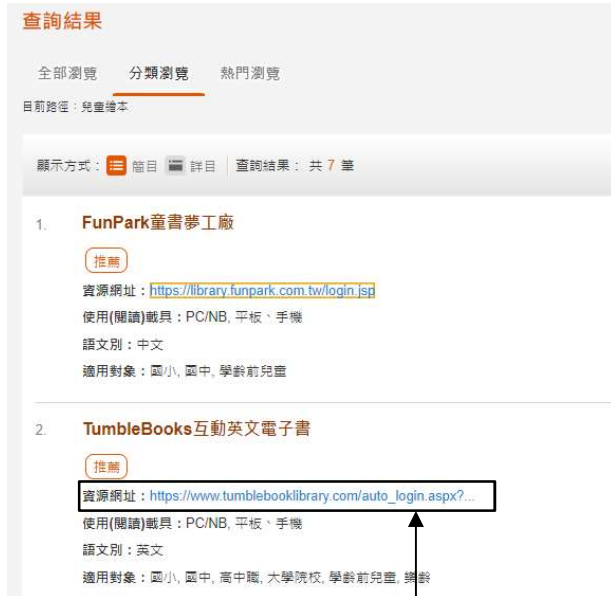 查詢結果
全部瀏覽 分類瀏覽 熱門瀏覽
目前路徑：兒童繪本
顯示方式： 簡目 詳目 查詢結果： 共 7 筆
1. FunPark童書夢工廠
推薦
資源網址：https://library.funpark.com.tw/login.jsp
使用(閱讀)載具：PC/NB, 平板、手機
語文別：中文
適用對象：國小, 國中, 學齡前兒童
2. TumbleBooks互動英文電子書
推薦
資源網址：https://www.tumblebooklibrary.com/auto_login.aspx?...
使用(閱讀)載具：PC/NB, 平板、手機
語文別：英文
適用對象：國小, 國中, 高中職, 大學院校, 學齡前兒童, 樂齡